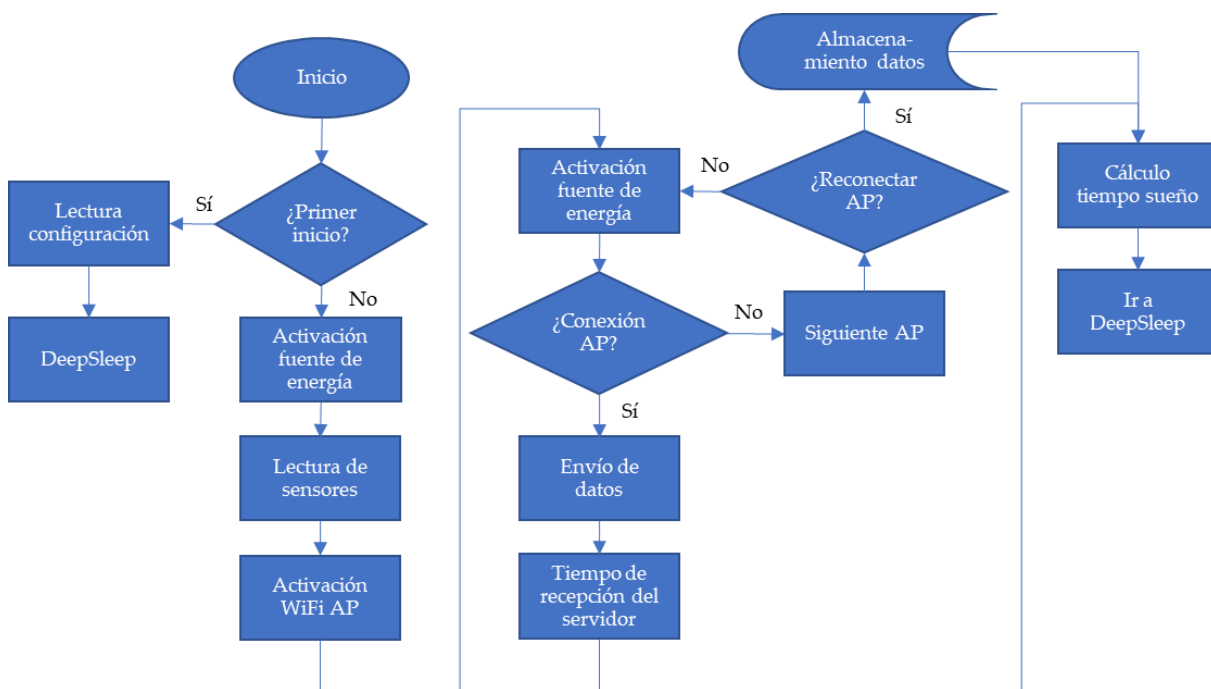 Inicio
¿Primer
inicio?
Sí
Lectura
configuración
DeepSleep
No
Activación
fuente de
energía
Lectura de
sensores
Activación
WiFi AP
Activación
fuente de
energía
¿Conexión
AP?
No
Siguiente AP
¿Reconectar
AP?
No
Sí
Almacena-
miento datos
Sí
Envío de
datos
Tiempo de
recepción del
servidor
Cálculo
tiempo sueño
Ir a
DeepSleep